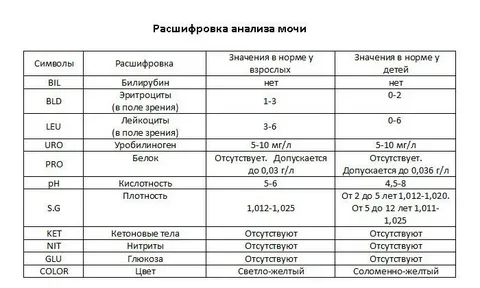 Расшифровка анализа мочи
Символы Расшифровка Значения в норме у взрослых Значения в норме у детей
BIL Билирубин нет нет
BLD Эритроциты (в поле зрения) 1-3 0-2
LEU Лейкоциты (в поле зрения) 3-6 0-6
URO Уробилиноген 5-10 мг/л 5-10 мг/л
PRO Белок Отсутствует. Допускается до 0,03 г/л Отсутствует. Допускается до 0,036 г/л
pH Кислотность 5-6 4,5-8
S.G Плотность 1,012-1,025 От 2 до 5 лет 1,012-1,020. От 5 до 12 лет 1,011-1,025
KET Кетоновые тела Отсутствуют Отсутствуют
NIT Нитриты Отсутствуют Отсутствуют
GLU Глюкоза Отсутствуют Отсутствуют
COLOR Цвет Светло-желтый Соломенно-желтый